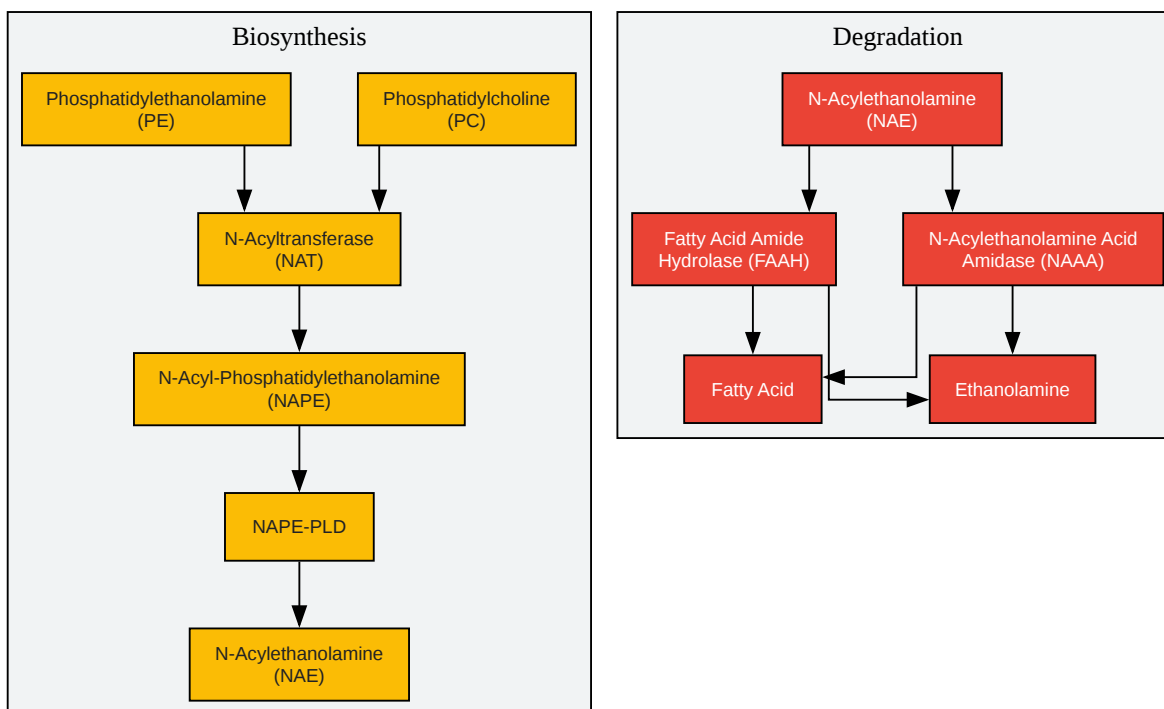 Biosynthesis
Phosphatidylethanolamine
(PE)
Phosphatidylcholine
(PC)
N-Acyltransferase
(NAT)
N-Acyl-Phosphatidylethanolamine
(NAPE)
NAPE-PLD
N-Acylethanolamine
(NAE)
Degradation
N-Acylethanolamine
(NAE)
Fatty Acid Amide
Hydrolase (FAAH)
N-Acylethanolamine Acid
Amidase (NAAA)
Fatty Acid
Ethanolamine